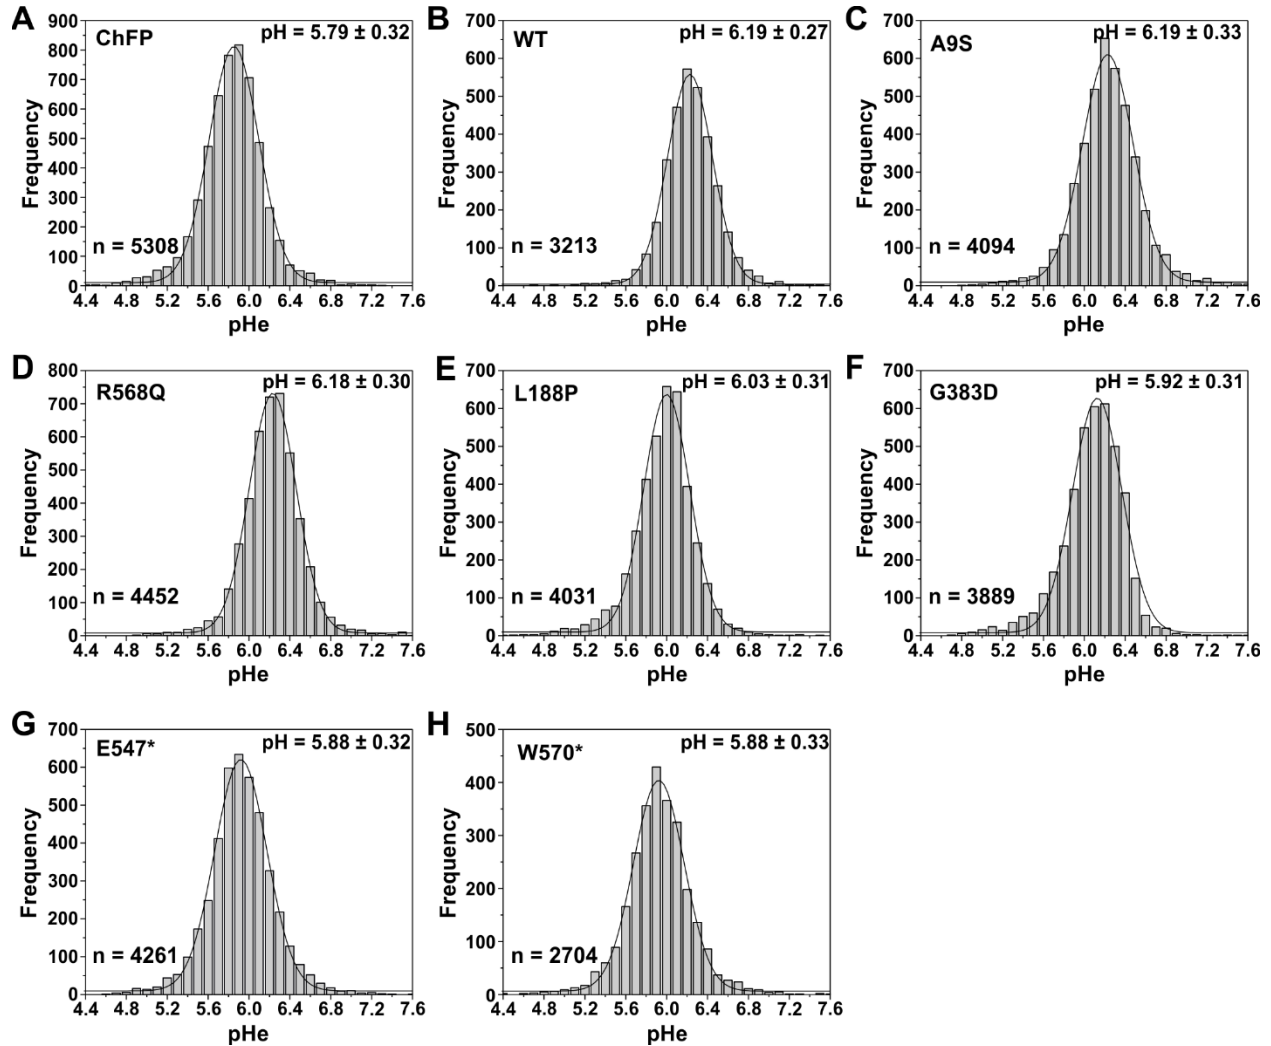 A
ChFP
pH = 5.79 ± 0.32
n = 5308
Frequency
900
800
700
600
500
400
300
200
100
0
4.4 4.8 5.2 5.6 6.0 6.4 6.8 7.2 7.6
pHe
B
WT
pH = 6.19 ± 0.27
n = 3213
Frequency
700
600
500
400
300
200
100
0
4.4 4.8 5.2 5.6 6.0 6.4 6.8 7.2 7.6
pHe
C
A9S
pH = 6.19 ± 0.33
n = 4094
Frequency
700
600
500
400
300
200
100
0
4.4 4.8 5.2 5.6 6.0 6.4 6.8 7.2 7.6
pHe
D
R568Q
pH = 6.18 ± 0.30
n = 4452
Frequency
800
700
600
500
400
300
200
100
0
4.4 4.8 5.2 5.6 6.0 6.4 6.8 7.2 7.6
pHe
E
L188P
pH = 6.03 ± 0.31
n = 4031
Frequency
700
600
500
400
300
200
100
0
4.4 4.8 5.2 5.6 6.0 6.4 6.8 7.2 7.6
pHe
F
G383D
pH = 5.92 ± 0.31
n = 3889
Frequency
700
600
500
400
300
200
100
0
4.4 4.8 5.2 5.6 6.0 6.4 6.8 7.2 7.6
pHe
G
E547*
pH = 5.88 ± 0.32
n = 4261
Frequency
700
600
500
400
300
200
100
0
4.4 4.8 5.2 5.6 6.0 6.4 6.8 7.2 7.6
pHe
H
W570*
pH = 5.88 ± 0.33
n = 2704
Frequency
500
400
300
200
100
0
4.4 4.8 5.2 5.6 6.0 6.4 6.8 7.2 7.6
pHe